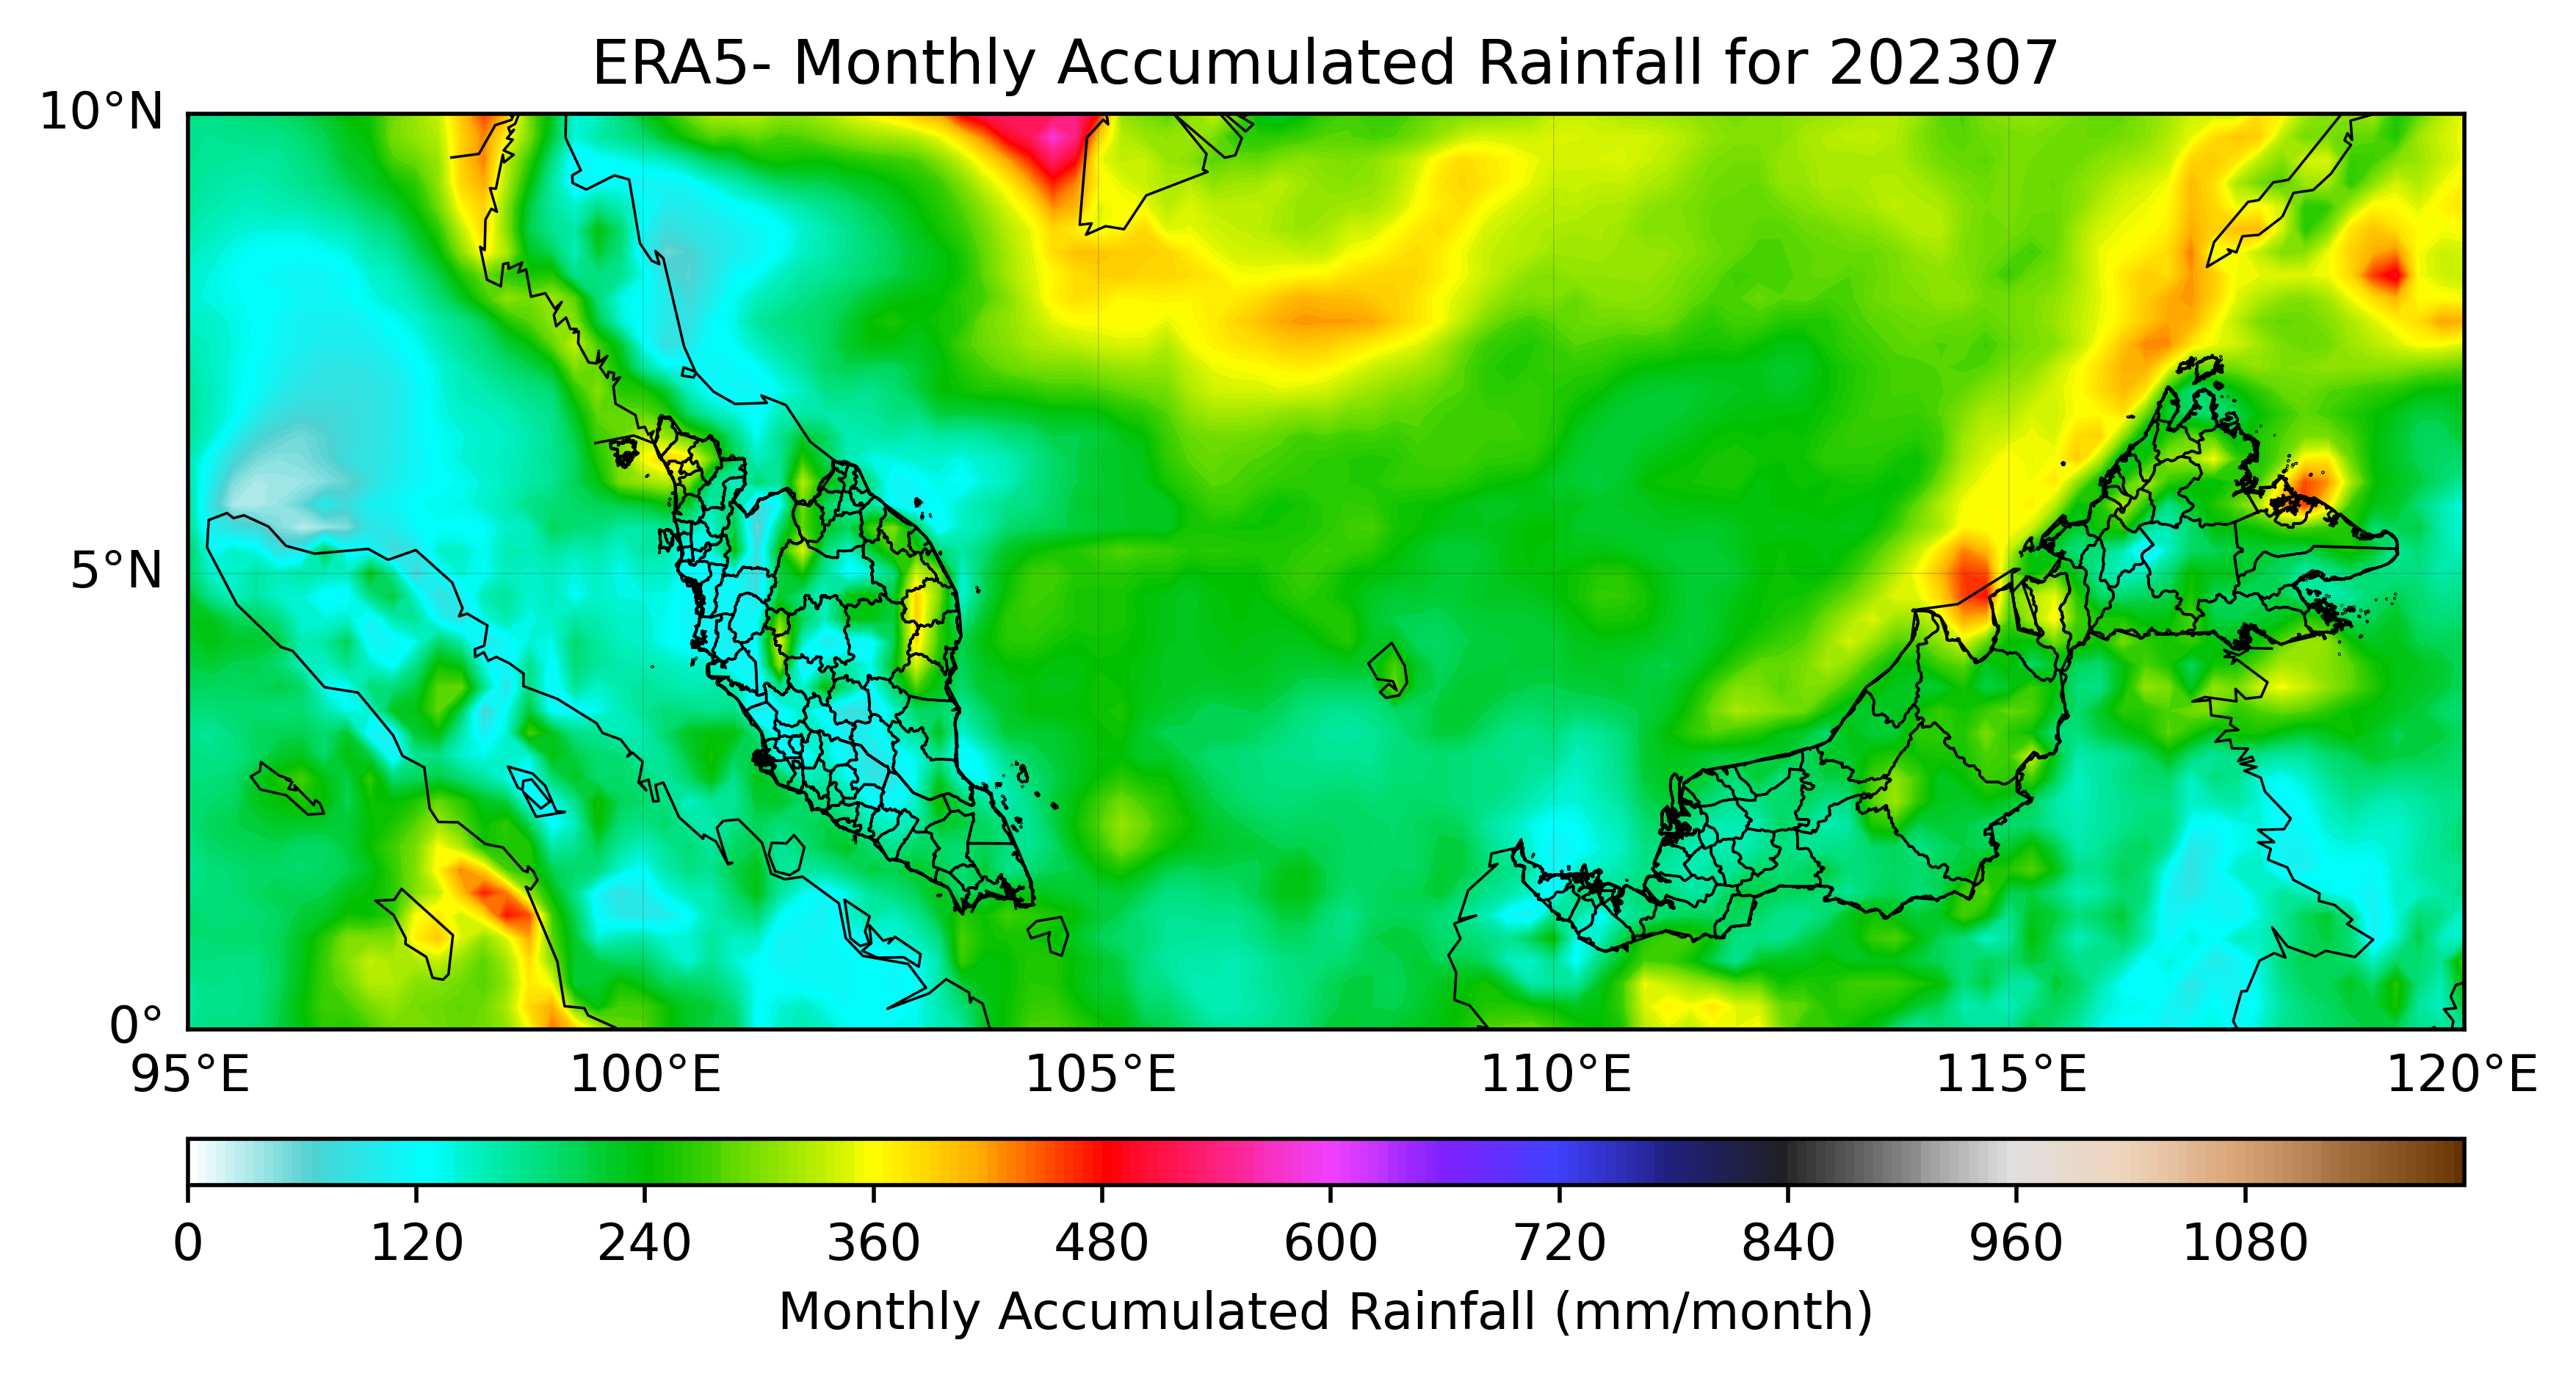 ERA5- Monthly Accumulated Rainfall for 202307
10°N
5°N
0°
95°E 100°E 105°E 110°E 115°E 120°E
0 120 240 360 480 600 720 840 960 1080
Monthly Accumulated Rainfall (mm/month)